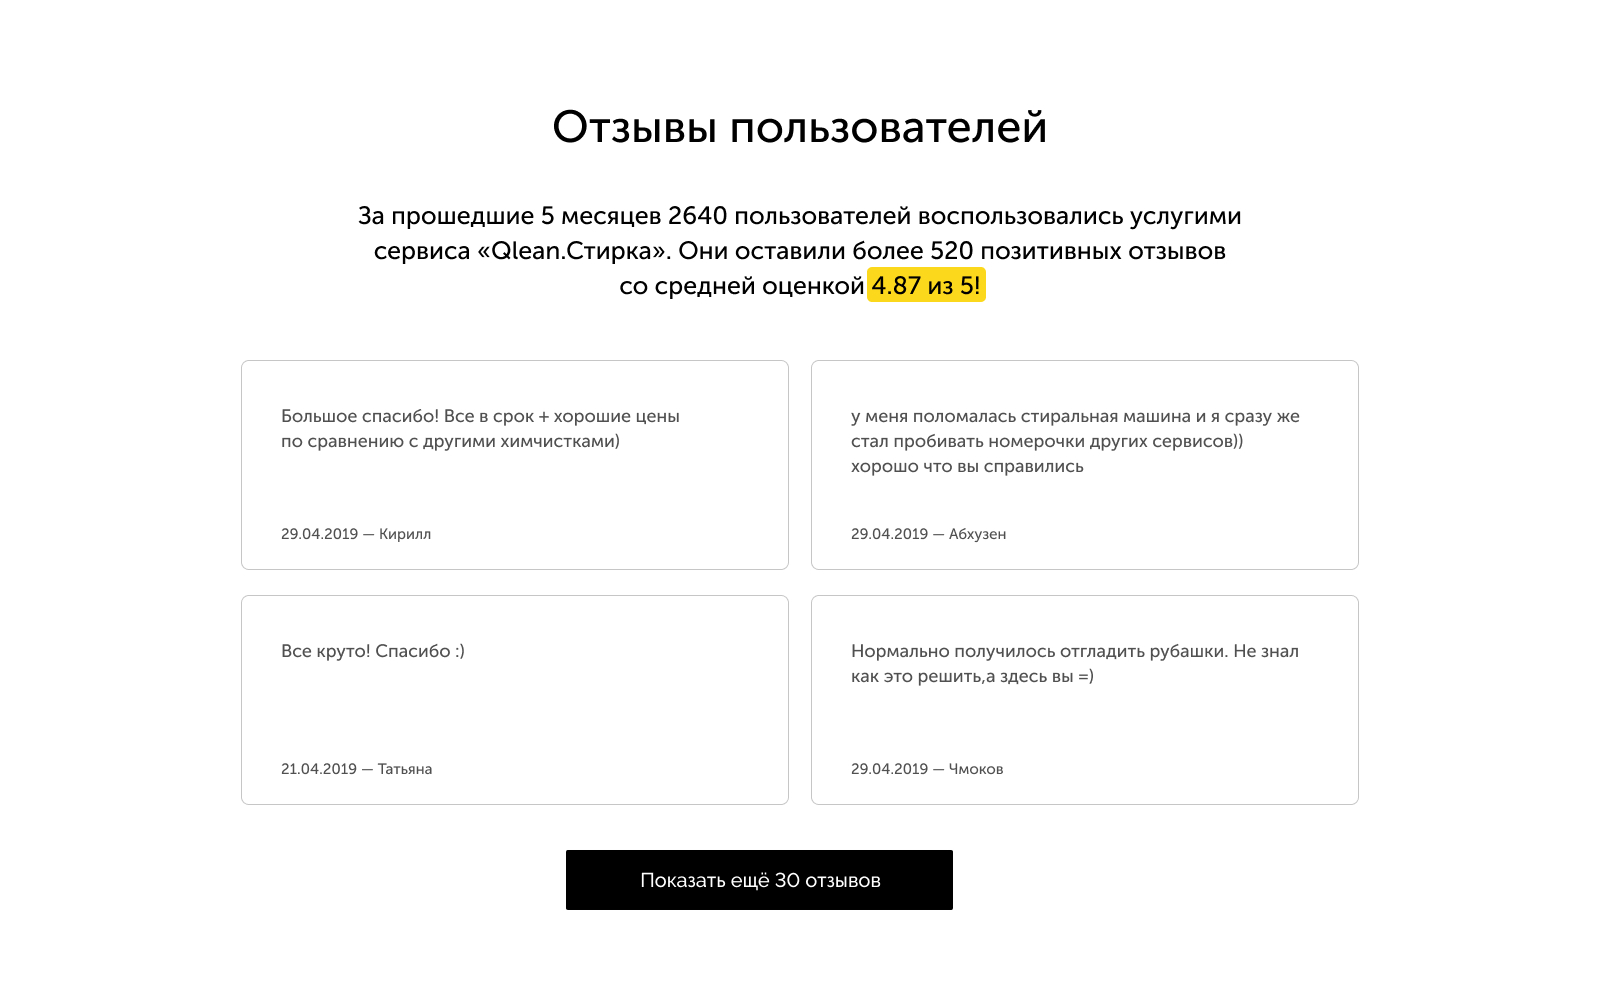 Отзывы пользователей
За прошедшие 5 месяцев 2640 пользователей воспользовались услугими
сервиса «Qlean.Стирка». Они оставили более 520 позитивных отзывов
со средней оценкой 4.87 из 5!
Большое спасибо! Все в срок + хорошие цены
по сравнению с другими химчистками)
29.04.2019 — Кирилл
у меня поломалась стиральная машина и я сразу же
стал пробивать номерочки других сервисов))
хорошо что вы справились
29.04.2019 — Абхузен
Все круто! Спасибо :)
21.04.2019 — Татьяна
Нормально получилось отгладить рубашки. Не знал
как это решить,а здесь вы =)
29.04.2019 — Чмоков
Показать ещё 30 отзывов